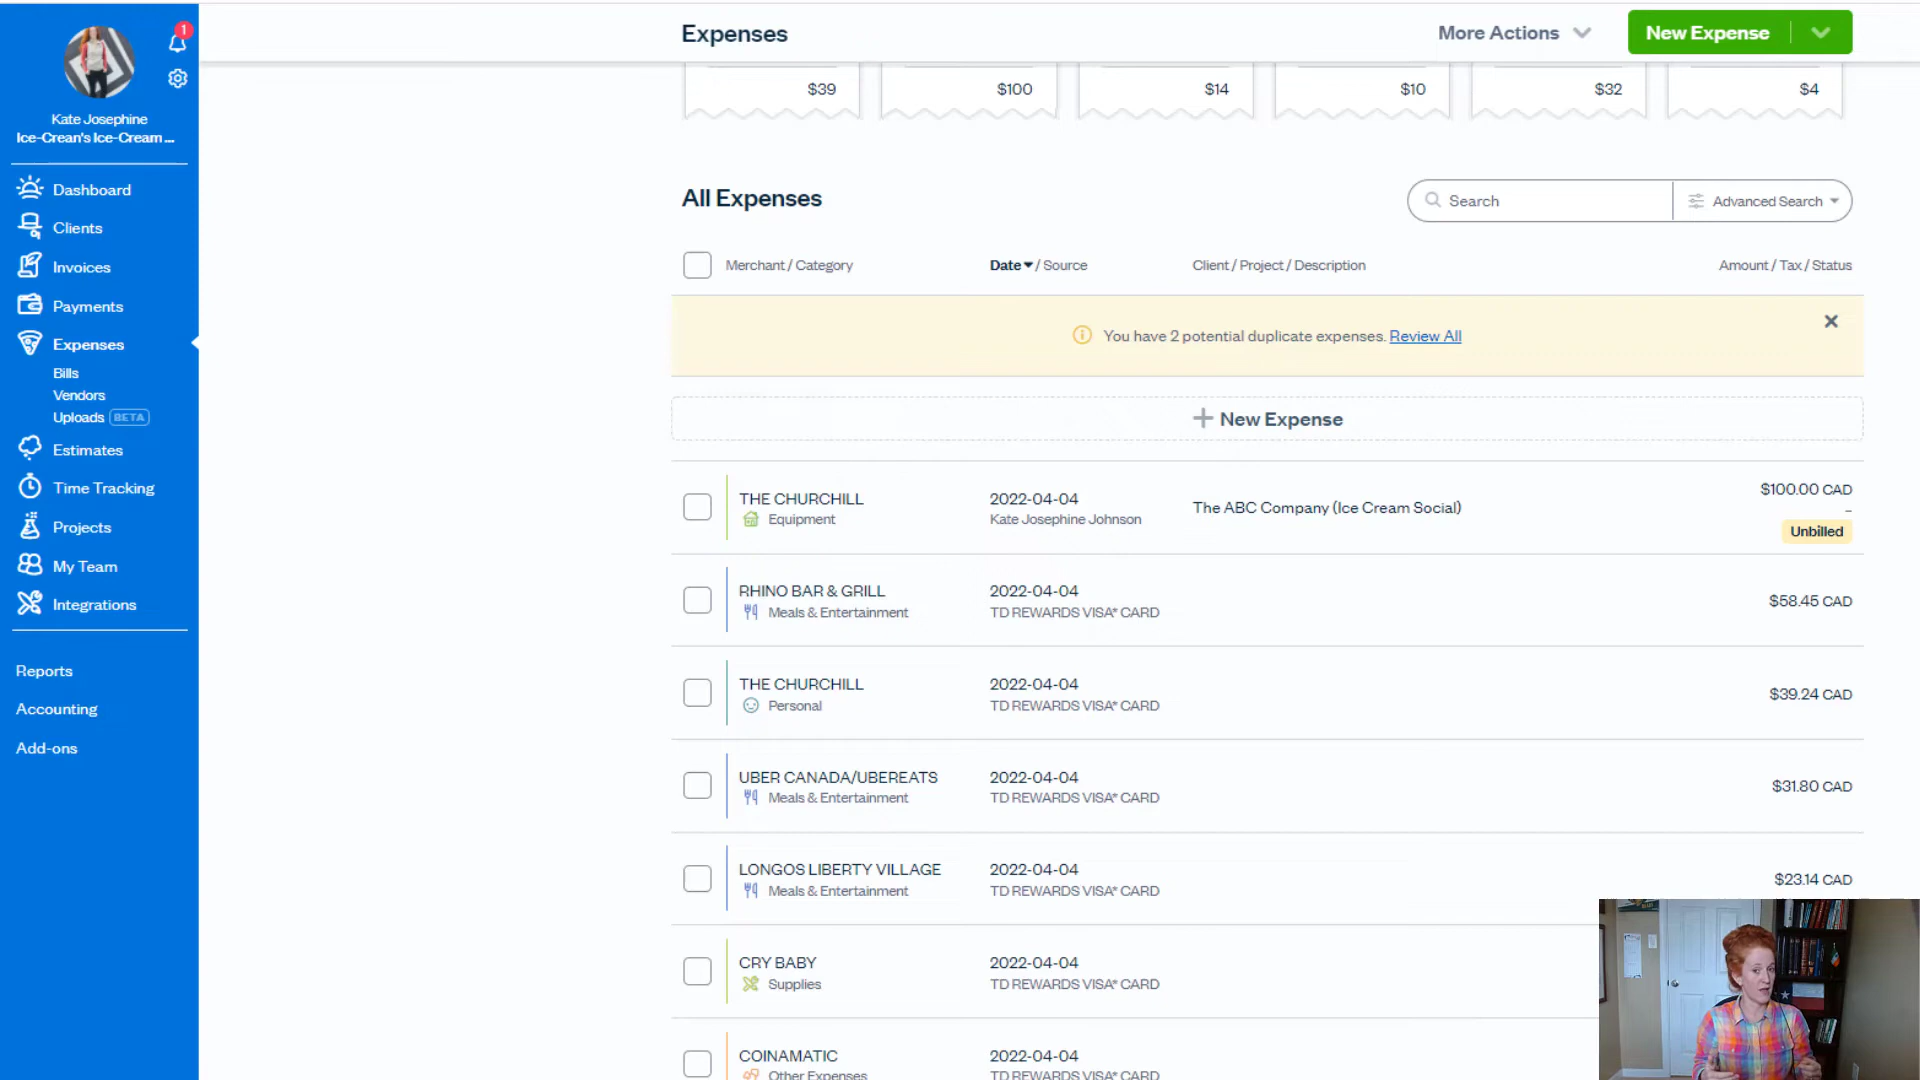 1
Kate Josephine
Ice-Crean's Ice-Cream ...
Dashboard
Clients
Invoices
Payments
Expenses
Bills
Vendors
Uploads BETA
Estimates
Time Tracking
Projects
My Team
Integrations
Reports
Accounting
Add-ons
Expenses
More Actions
New Expense
$39 $100 $14 $10 $32 $4
All Expenses
Search
Advanced Search
Merchant / Category Date / Source Client / Project / Description Amount / Tax / Status
You have 2 potential duplicate expenses. Review All
New Expense
THE CHURCHILL 2022-04-04 $100.00 CAD
Equipment Kate Josephine Johnson The ABC Company (Ice Cream Social) –
Unbilled
RHINO BAR & GRILL 2022-04-04 $58.45 CAD
Meals & Entertainment TD REWARDS VISA* CARD
THE CHURCHILL 2022-04-04 $39.24 CAD
Personal TD REWARDS VISA* CARD
UBER CANADA/UBEREATS 2022-04-04 $31.80 CAD
Meals & Entertainment TD REWARDS VISA* CARD
LONGOS LIBERTY VILLAGE 2022-04-04 $23.14 CAD
Meals & Entertainment TD REWARDS VISA* CARD
CRY BABY 2022-04-04
Supplies TD REWARDS VISA* CARD
COINAMATIC 2022-04-04
Other Expenses TD REWARDS VISA* CARD